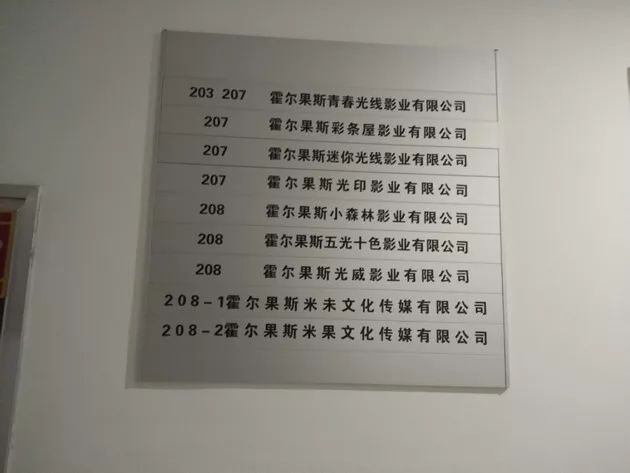 203 207 霍尔果斯青春光线影业有限公司
207 霍尔果斯彩条屋影业有限公司
207 霍尔果斯迷你光线影业有限公司
207 霍尔果斯光印影业有限公司
208 霍尔果斯小森林影业有限公司
208 霍尔果斯五光十色影业有限公司
208 霍尔果斯光威影业有限公司
208-1霍尔果斯米未文化传媒有限公司
208-2霍尔果斯米果文化传媒有限公司